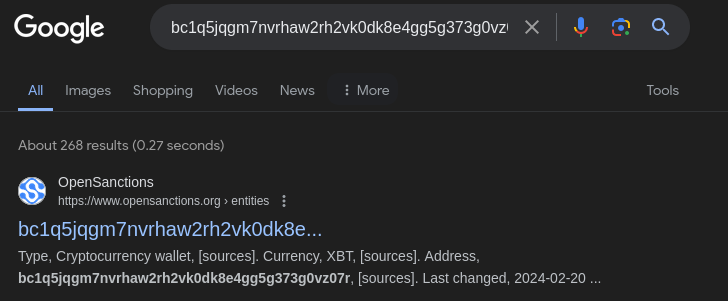 Google
bc1q5jqgm7nvrhaw2rh2vk0dk8e4gg5g373g0vz0
All Images Shopping Videos News More Tools
About 268 results (0.27 seconds)
OpenSanctions
https://www.opensanctions.org › entities
bc1q5jqgm7nvrhaw2rh2vk0dk8e...
Type, Cryptocurrency wallet, [sources]. Currency, XBT, [sources]. Address,
bc1q5jqgm7nvrhaw2rh2vk0dk8e4gg5g373g0vz07r, [sources]. Last changed, 2024-02-20 ...